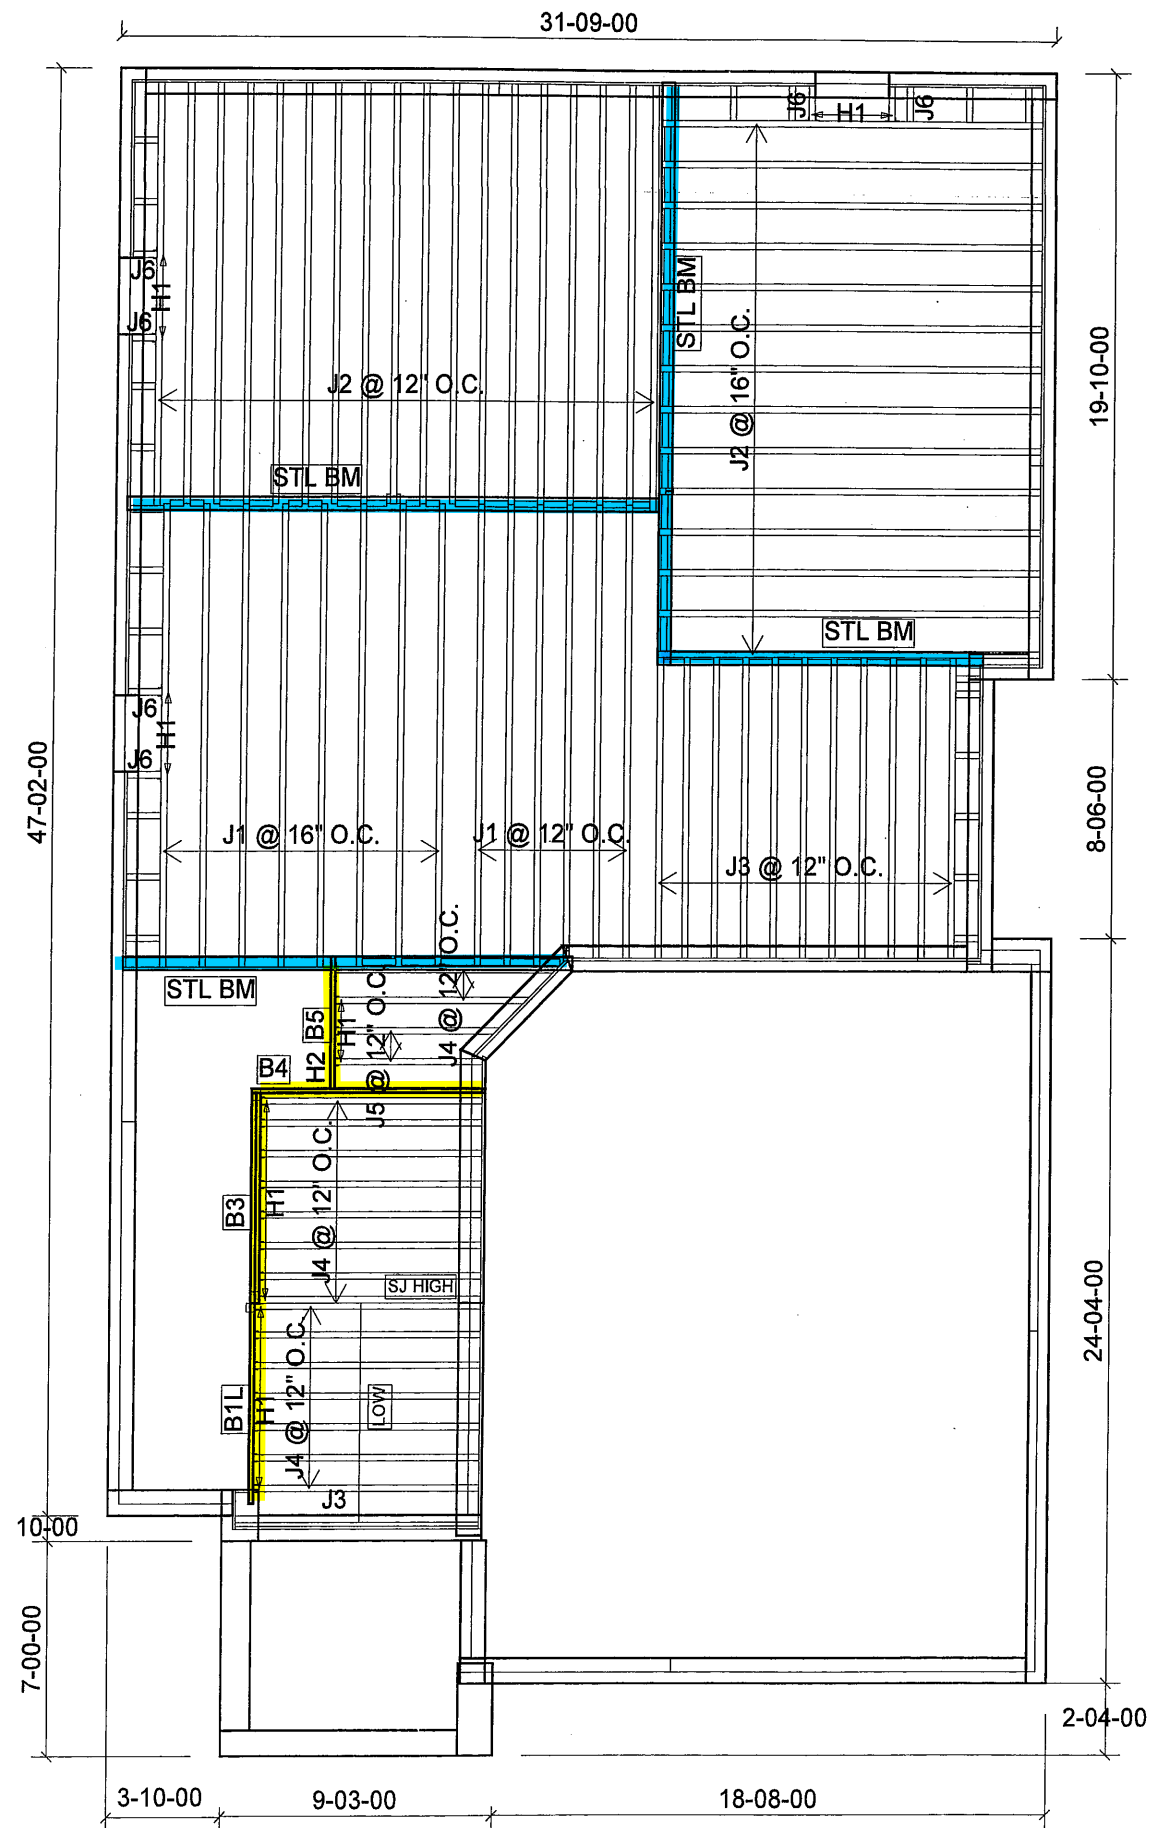 31-09-00
J6
H1
J6
J6
H1
J6
STL BM
J2 @ 16" O.C.
19-10-00
J2 @ 12" O.C.
STL BM
STL BM
J6
H1
J6
47-02-00
8-06-00
J1 @ 16" O.C.
J1 @ 12" O.C.
J3 @ 12" O.C.
STL BM
B5
H1
H2
J5 @ 12" O.C.
J4 @ 12" O.C.
B4
B3
H1
J4 @ 12" O.C.
SJ HIGH
24-04-00
B1L
H1
J4 @ 12" O.C.
LOW
J3
10-00
7-00-00
2-04-00
3-10-00
9-03-00
18-08-00